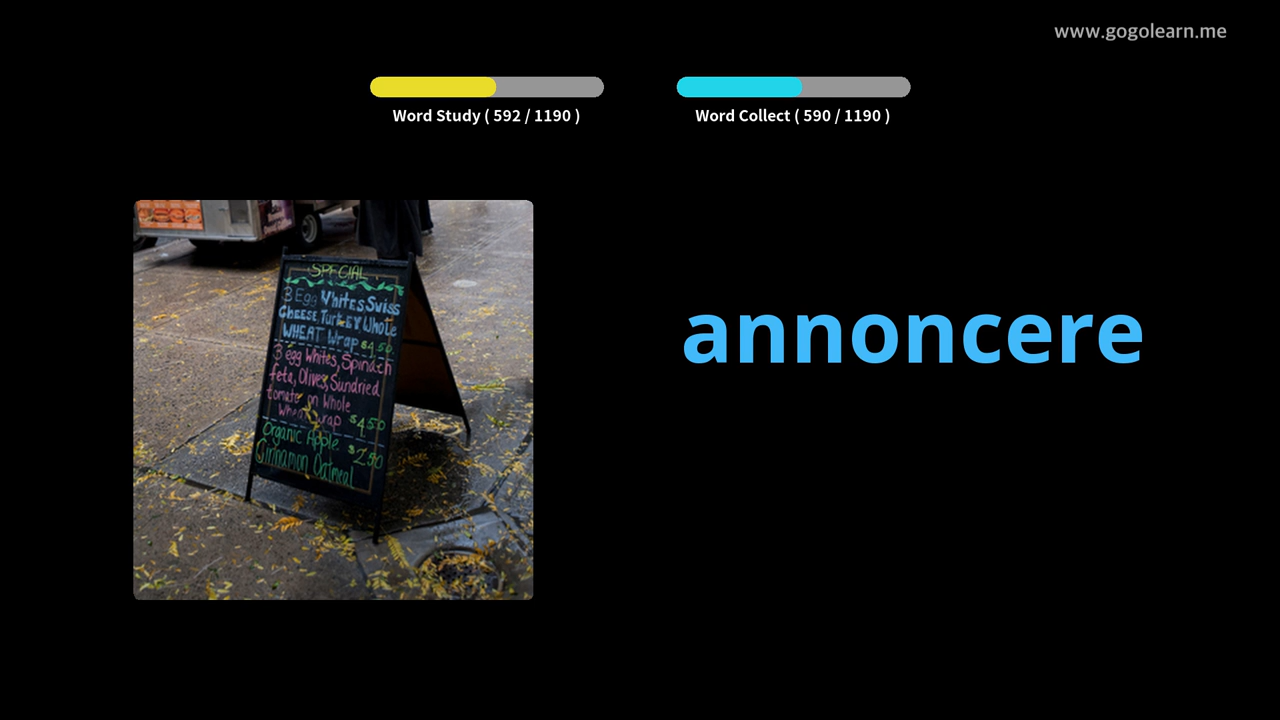 www.gogolearn.me
Word Study ( 592 / 1190 )
Word Collect ( 590 / 1190 )
SPECIAL
3 Egg Whites, Swiss
Cheese, Turkey Whole
WHEAT Wrap $4.50
3 egg Whites, Spinach
feta, Olives, Sundried
tomato on Whole
Wheat wrap $4.50
Organic Apple
Cinnamon Oatmeal $2.50
annoncere